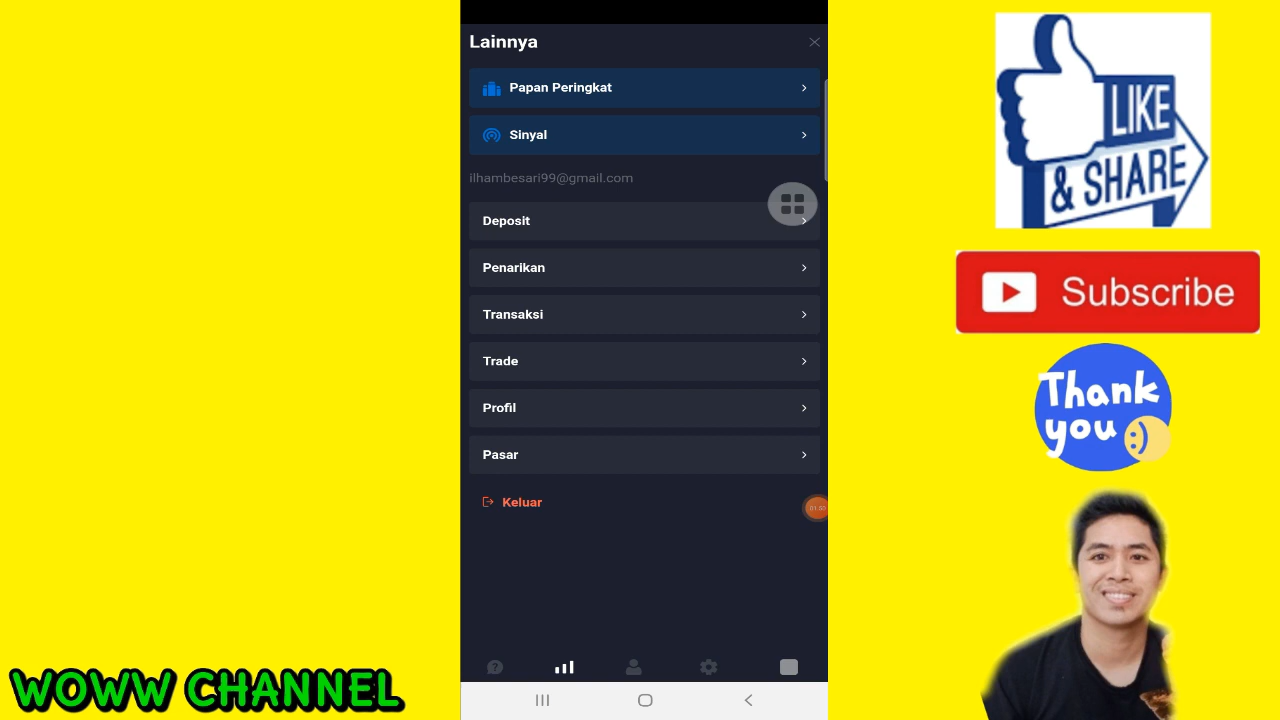 Lainnya
Papan Peringkat
Sinyal
ilhambesari99@gmail.com
Deposit
Penarikan
Transaksi
Trade
Profil
Pasar
Keluar
LIKE
& SHARE
Subscribe
Thank
you
WOWW CHANNEL